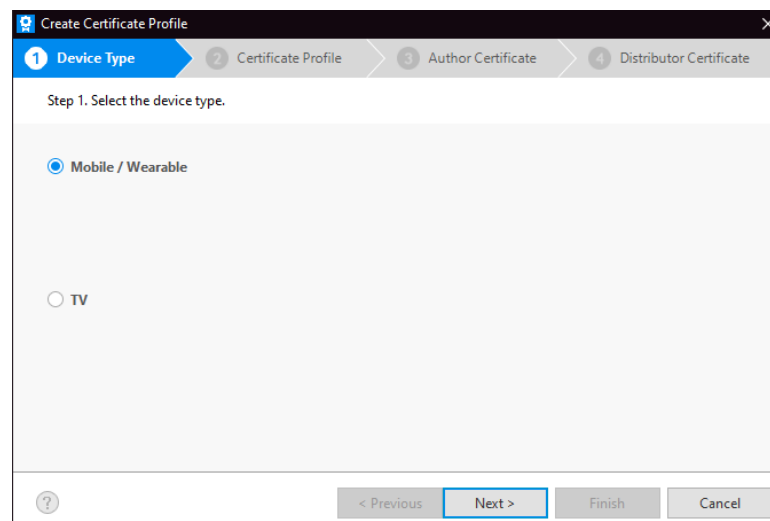 Create Certificate Profile
1 Device Type 2 Certificate Profile 3 Author Certificate 4 Distributor Certificate
Step 1. Select the device type.
Mobile / Wearable
TV
? < Previous Next > Finish Cancel